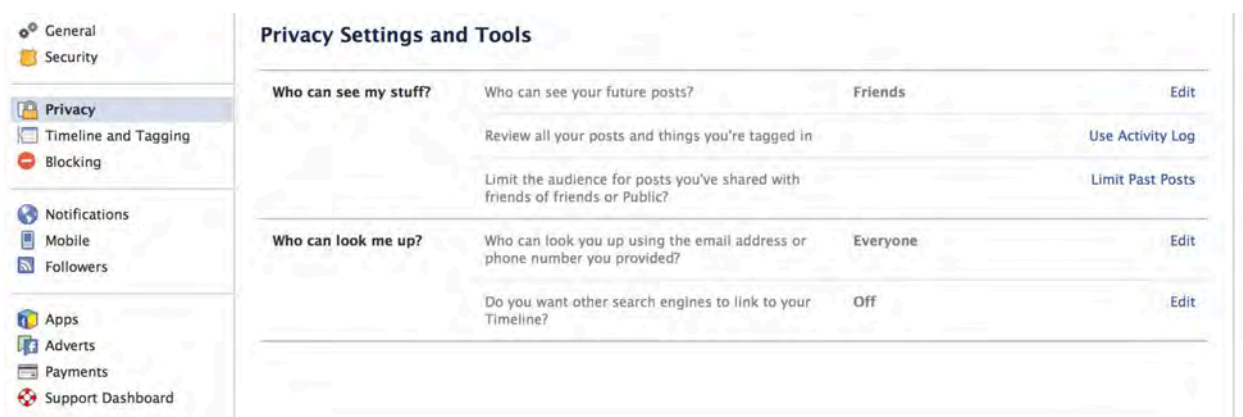 General
Security
Privacy
Timeline and Tagging
Blocking
Notifications
Mobile
Followers
Apps
Adverts
Payments
Support Dashboard
Privacy Settings and Tools
Who can see my stuff? Who can see your future posts? Friends Edit
Review all your posts and things you're tagged in Use Activity Log
Limit the audience for posts you've shared with Limit Past Posts
friends of friends or Public?
Who can look me up? Who can look you up using the email address or Everyone Edit
phone number you provided?
Do you want other search engines to link to your Off Edit
Timeline?